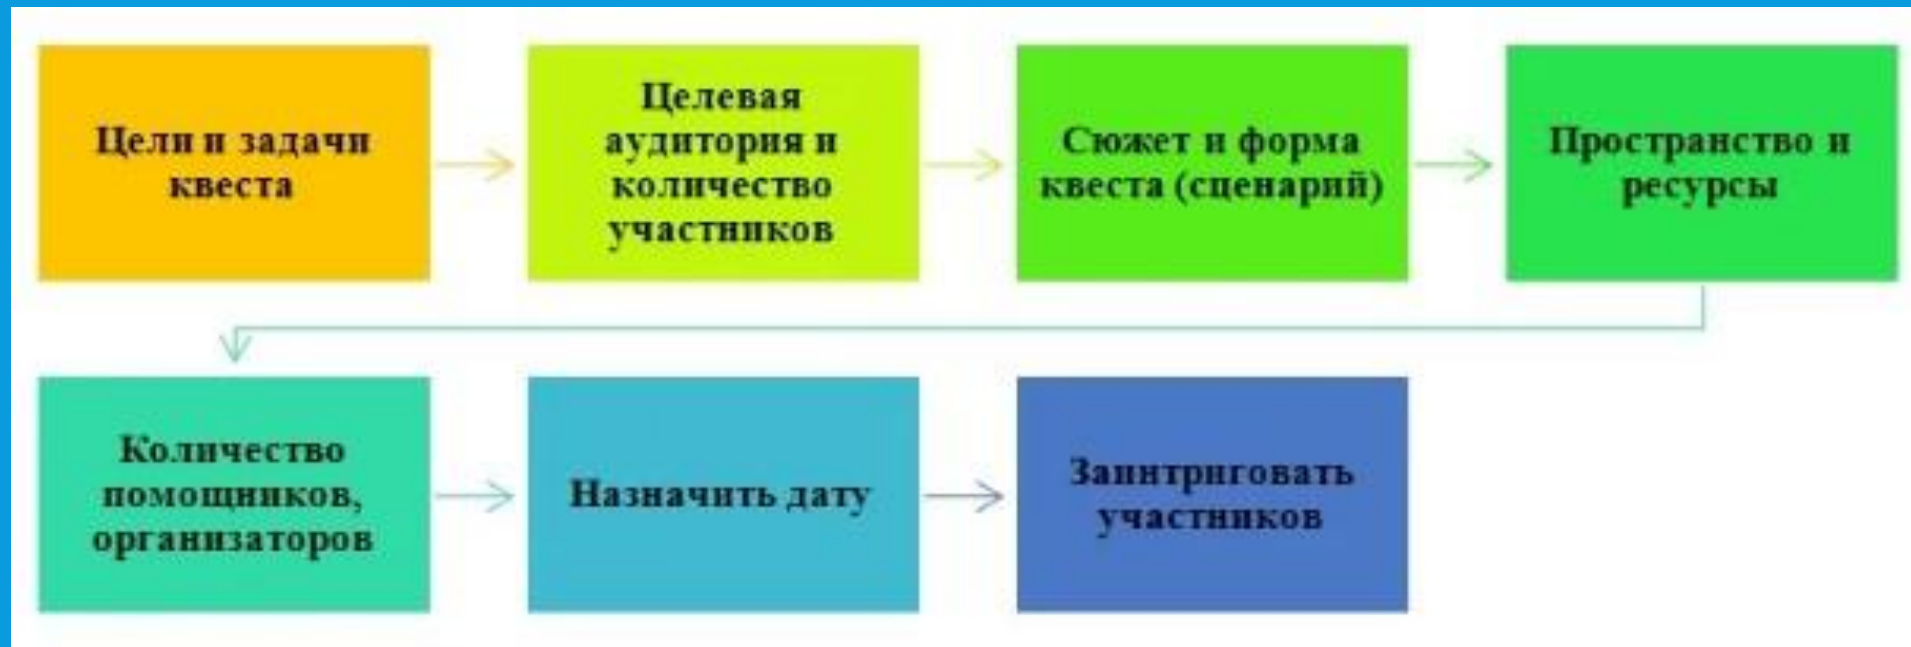 Цели и задачи
квеста
Целевая
аудитория и
количество
участников
Сюжет и форма
квеста (сценарий)
Пространство и
ресурсы
Количество
помощников,
организаторов
Назначить дату
Заинтриговать
участников